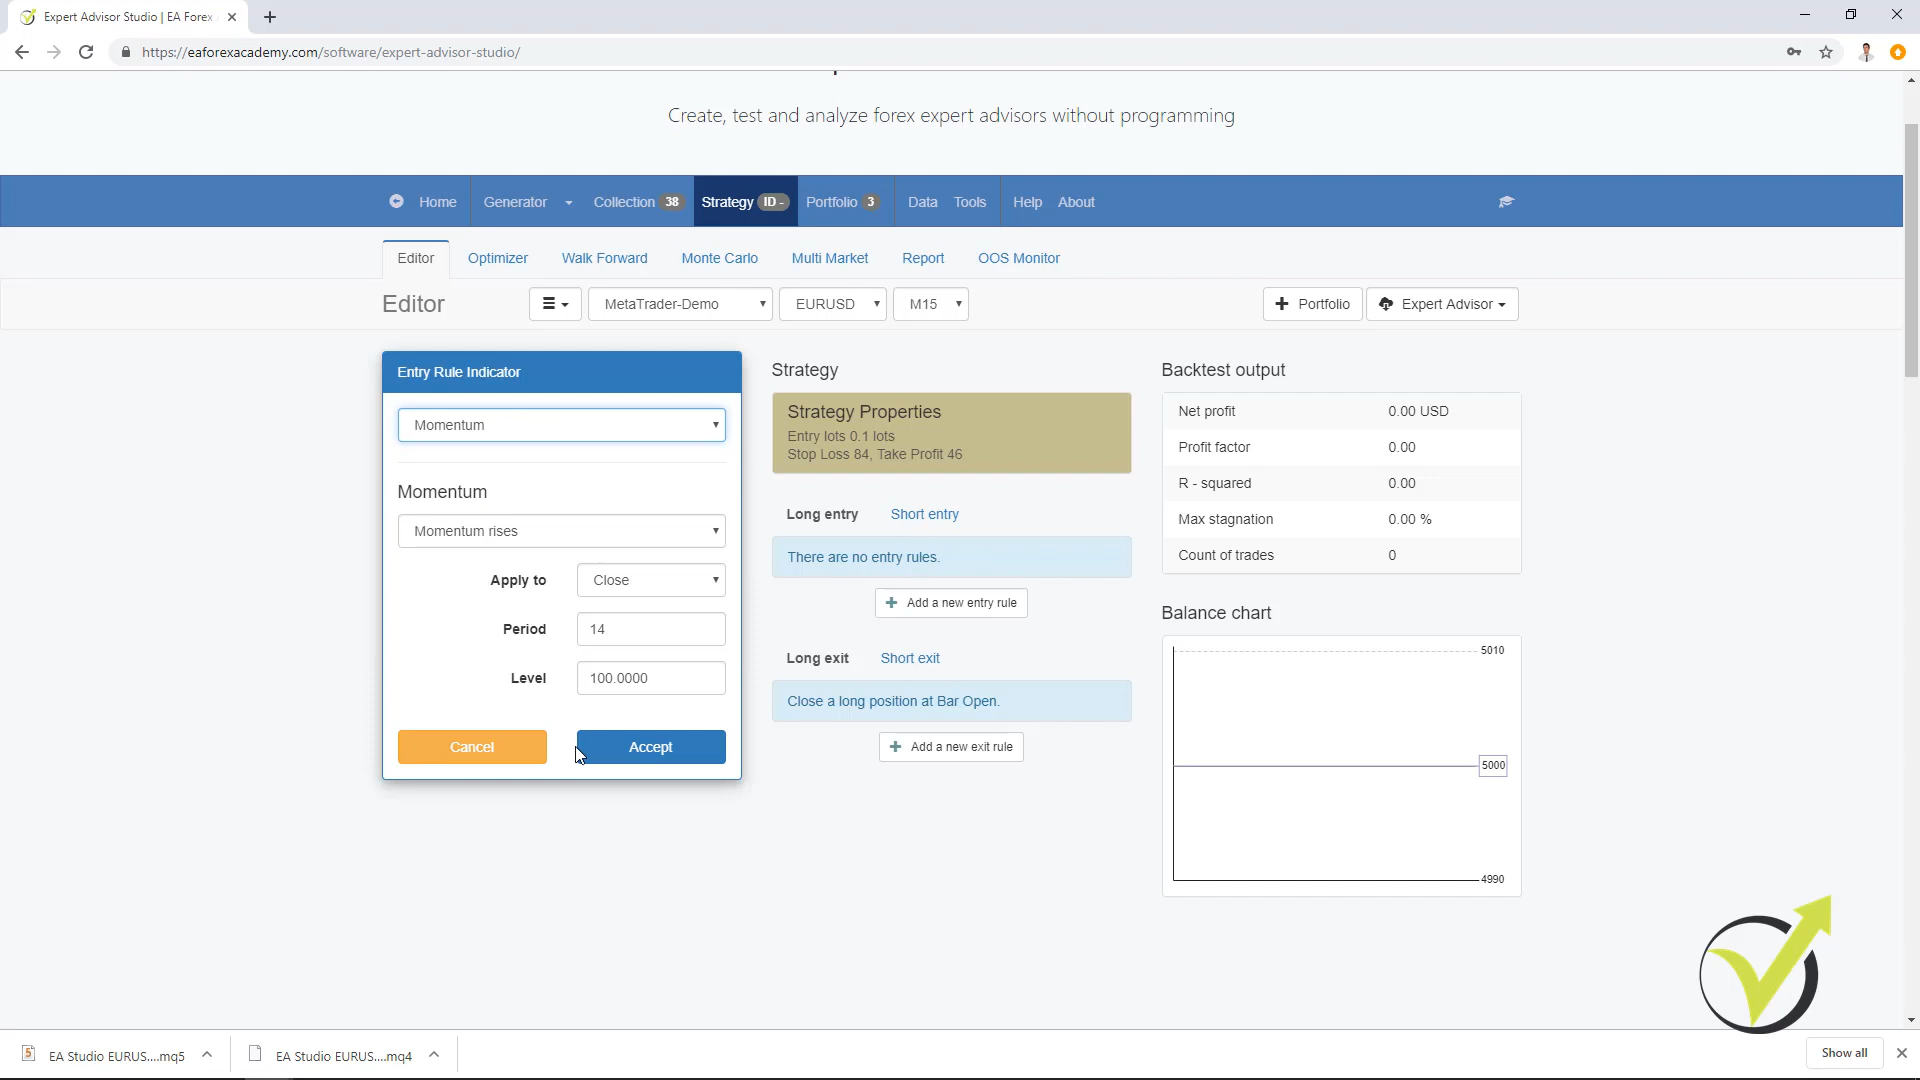 Expert Advisor Studio | EA Forex
https://eaforexacademy.com/software/expert-advisor-studio/
Create, test and analyze forex expert advisors without programming
Home Generator Collection 38 Strategy ID - Portfolio 3 Data Tools Help About
Editor Optimizer Walk Forward Monte Carlo Multi Market Report OOS Monitor
Editor MetaTrader-Demo EURUSD M15 Portfolio Expert Advisor
Entry Rule Indicator
Momentum
Momentum
Momentum rises
Apply to Close
Period 14
Level 100.0000
Cancel Accept
Strategy
Strategy Properties
Entry lots 0.1 lots
Stop Loss 84, Take Profit 46
Long entry Short entry
There are no entry rules.
Add a new entry rule
Long exit Short exit
Close a long position at Bar Open.
Add a new exit rule
Backtest output
Net profit 0.00 USD
Profit factor 0.00
R - squared 0.00
Max stagnation 0.00 %
Count of trades 0
Balance chart
5010
5000
4990
EA Studio EURUS....mq5 EA Studio EURUS....mq4 Show all